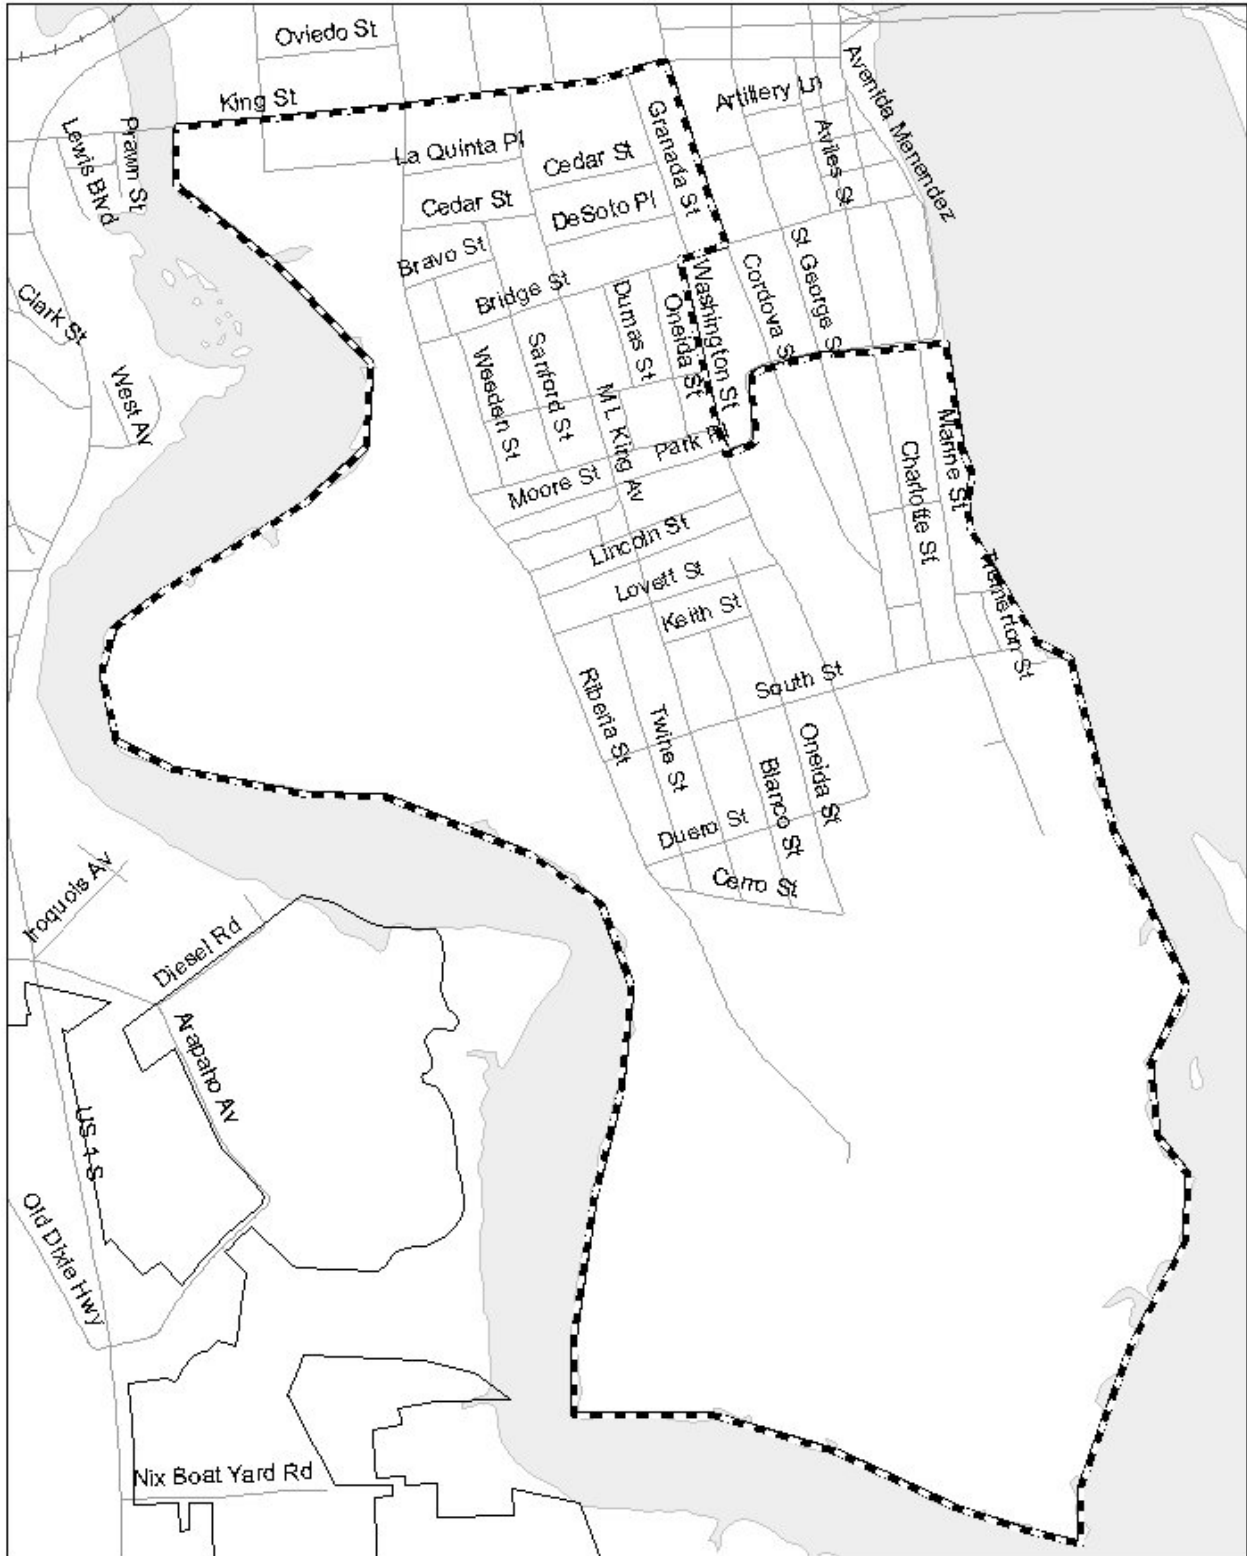 Oviedo St
King St
Avenida Menendez
Artillery Ln
Granada St
Lewis Blvd
Prawn St
La Quinta Pl
Cedar St
Aviles St
Cedar St
DeSoto Pl
Bravo St
St George St
Bridge St
Cordova St
Washington St
Dumas St
Oneida St
Clark St
Sanford St
Weeden St
West Av
M L King Av
Park Pl
Marine St
Charlotte St
Moore St
Lincoln St
Lovett St
Tremerton St
Keith St
South St
Riberia St
Twine St
Oneida St
Blanco St
Duero St
Cerro St
Iroquois Av
Diesel Rd
Arapaho Av
US 1 S
Old Dixie Hwy
Nix Boat Yard Rd